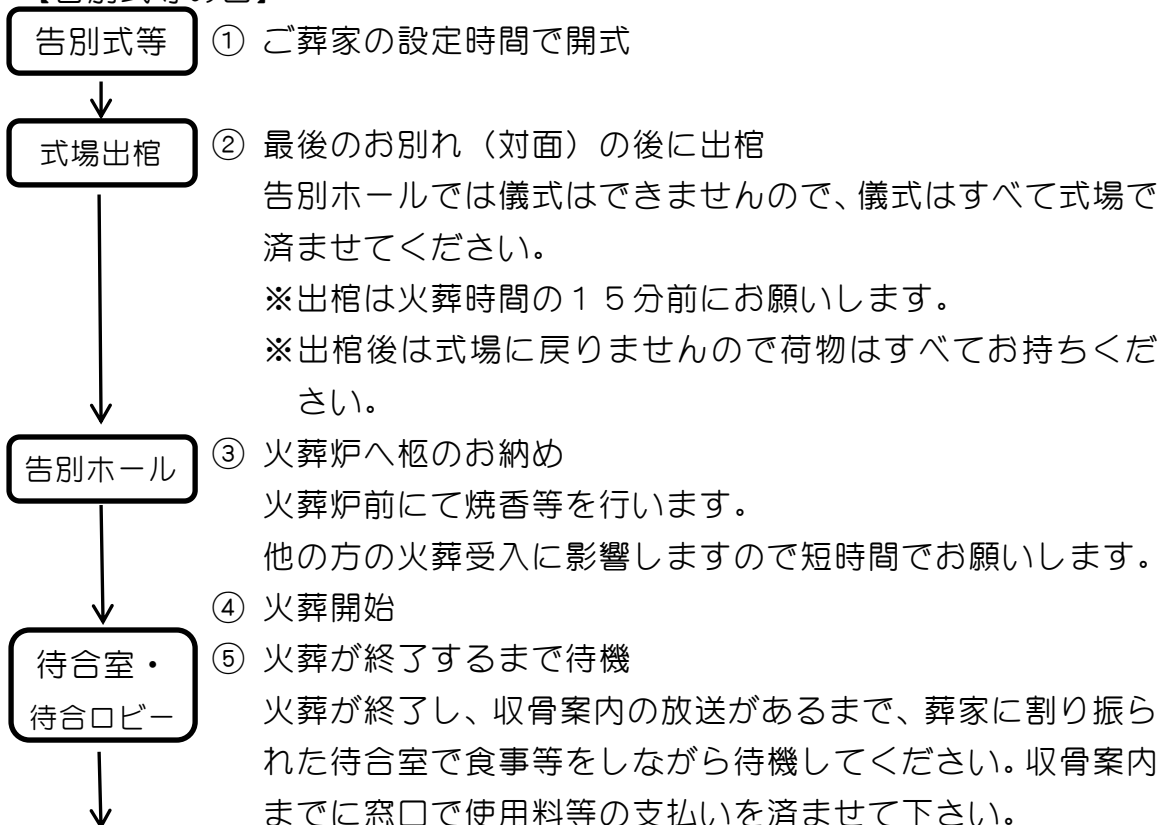 【告別式等の日】
告別式等
① ご葬家の設定時間で開式
式場出棺
② 最後のお別れ（対面）の後に出棺
告別ホールでは儀式はできませんので、儀式はすべて式場で
済ませてください。
※出棺は火葬時間の１５分前にお願いします。
※出棺後は式場に戻りませんので荷物はすべてお持ちくだ
さい。
告別ホール
③ 火葬炉へ柩のお納め
火葬炉前にて焼香等を行います。
他の方の火葬受入に影響しますので短時間でお願いします。
④ 火葬開始
待合室・
待合ロビー
⑤ 火葬が終了するまで待機
火葬が終了し、収骨案内の放送があるまで、葬家に割り振ら
れた待合室で食事等をしながら待機してください。収骨案内
までに窓口で使用料等の支払いを済ませて下さい。